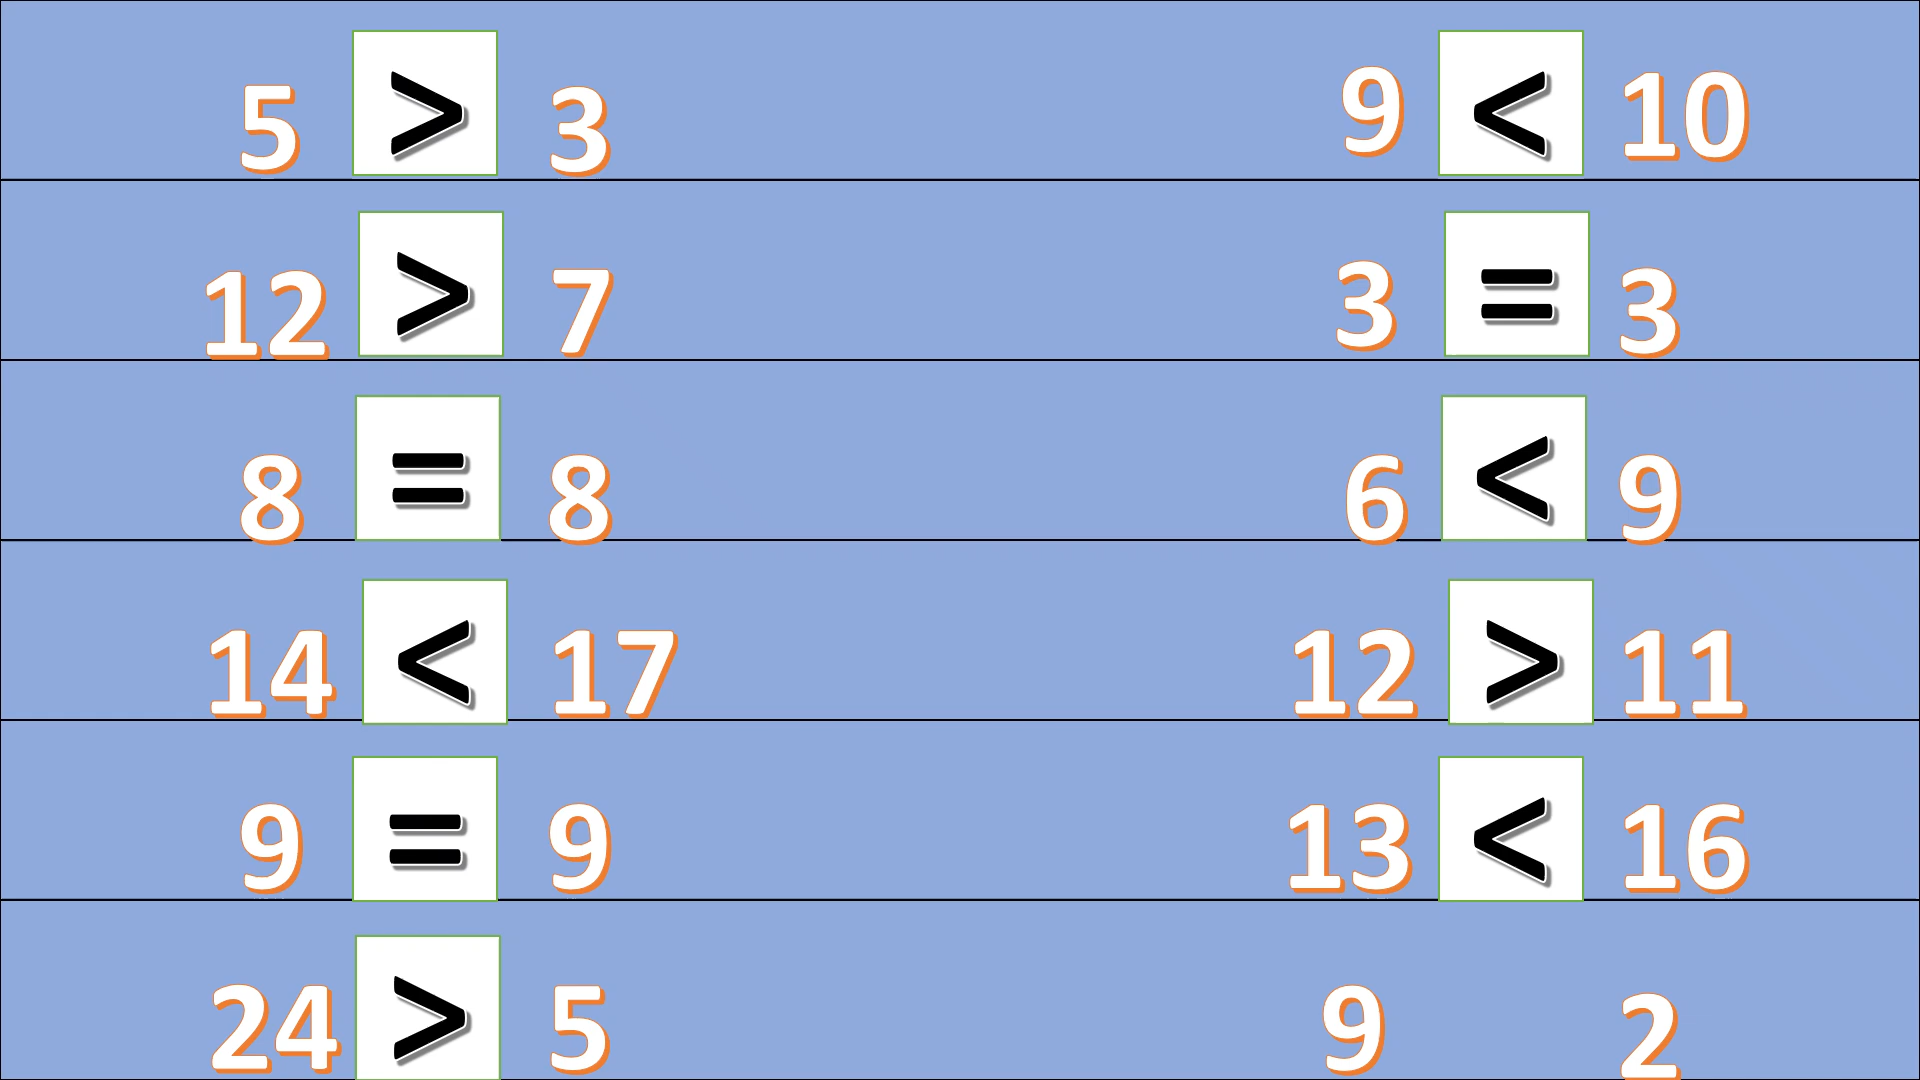 5 > 3 9 < 10
12 > 7 3 = 3
8 = 8 6 < 9
14 < 17 12 > 11
9 = 9 13 < 16
24 > 5 9 2